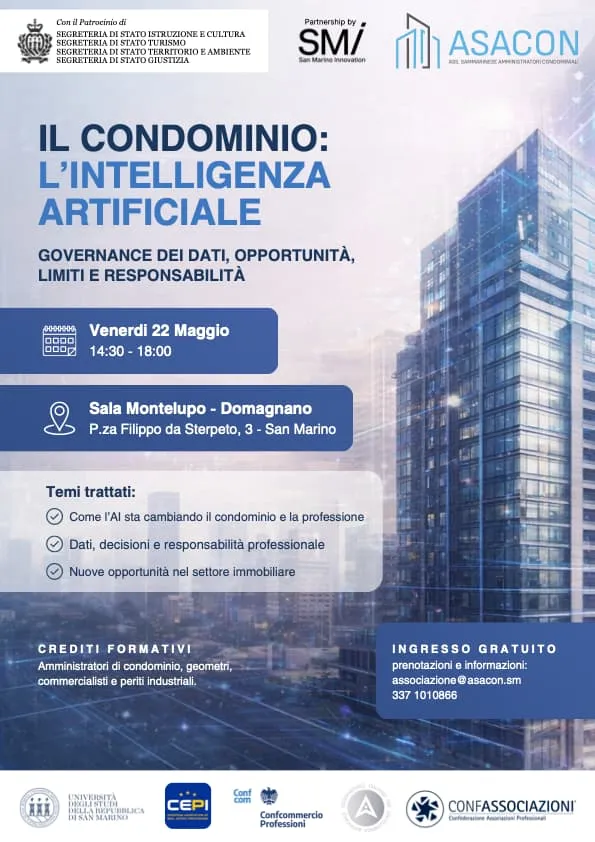 Con il Patrocinio di
SEGRETERIA DI STATO ISTRUZIONE E CULTURA
SEGRETERIA DI STATO TURISMO
SEGRETERIA DI STATO TERRITORIO E AMBIENTE
SEGRETERIA DI STATO GIUSTIZIA
Partnership by
SMi
San Marino Innovation
ASACON
ASS. SAMMARINESE AMMINISTRATORI CONDOMINIALI
IL CONDOMINIO:
L'INTELLIGENZA
ARTIFICIALE
GOVERNANCE DEI DATI, OPPORTUNITÀ,
LIMITI E RESPONSABILITÀ
Venerdi 22 Maggio
14:30 - 18:00
Sala Montelupo - Domagnano
P.za Filippo da Sterpeto, 3 - San Marino
Temi trattati:
Come l'AI sta cambiando il condominio e la professione
Dati, decisioni e responsabilità professionale
Nuove opportunità nel settore immobiliare
CREDITI FORMATIVI
Amministratori di condominio, geometri,
commercialisti e periti industriali.
INGRESSO GRATUITO
prenotazioni e informazioni:
associazione@asacon.sm
337 1010866
UNIVERSITÀ
DEGLI STUDI
DELLA REPUBBLICA
DI SAN MARINO
CEPI
Conf
com
Confcommercio
Professioni
A
CONFASSOCIAZIONI
Confederazione Associazioni Professionali